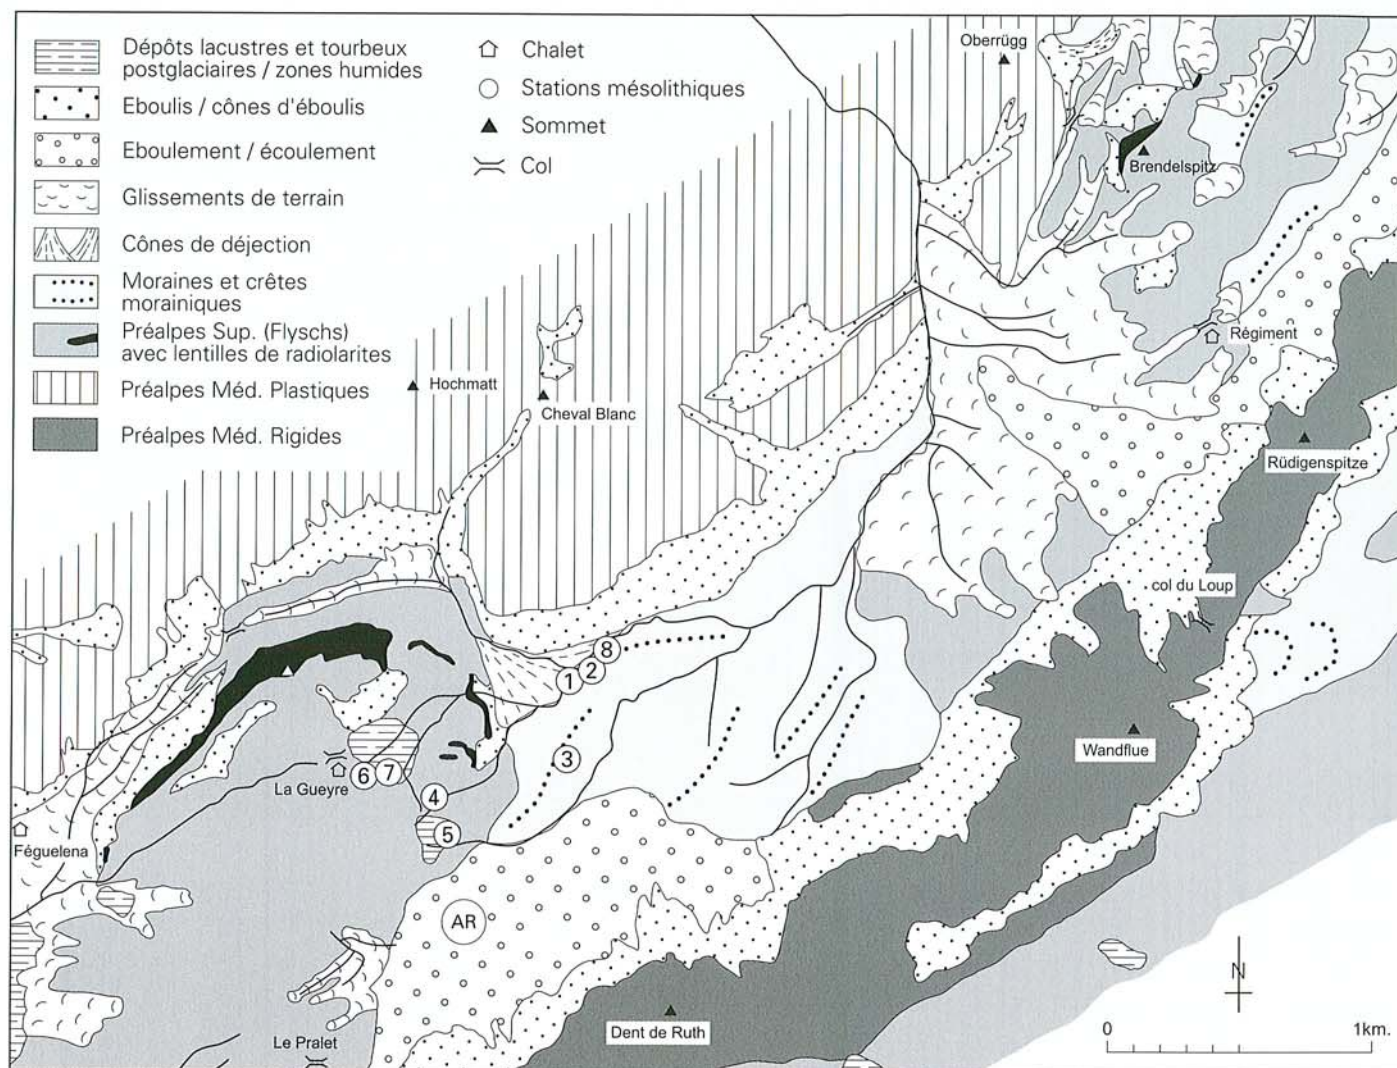 Dépôts lacustres et tourbeux
postglaciaires / zones humides
Eboulis / cônes d'éboulis
Eboulement / écoulement
Glissements de terrain
Cônes de déjection
Moraines et crêtes
morainiques
Préalpes Sup. (Flyschs)
avec lentilles de radiolarites
Préalpes Méd. Plastiques
Préalpes Méd. Rigides
Chalet
Stations mésolithiques
Sommet
Col
Oberrügg
Brendelspitz
Régiment
Hochmatt
Cheval Blanc
Rüdigenspitze
col du Loup
8
2
1
Wandflue
3
6
7
La Gueyre
4
5
Féguelena
AR
N
Dent de Ruth
Le Pralet
0
1km.